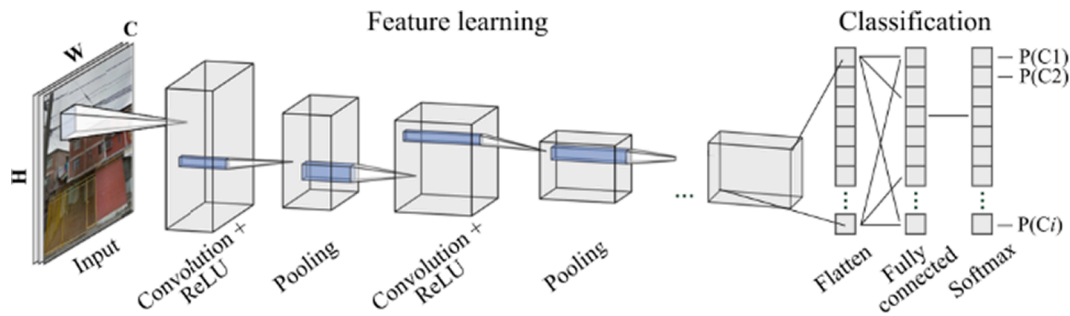 Feature learning
Classification
C
W
H
Input
Convolution +
ReLU
Pooling
Convolution +
ReLU
Pooling
...
Flatten
Fully
connected
Softmax
P(C1)
P(C2)
P(Ci)